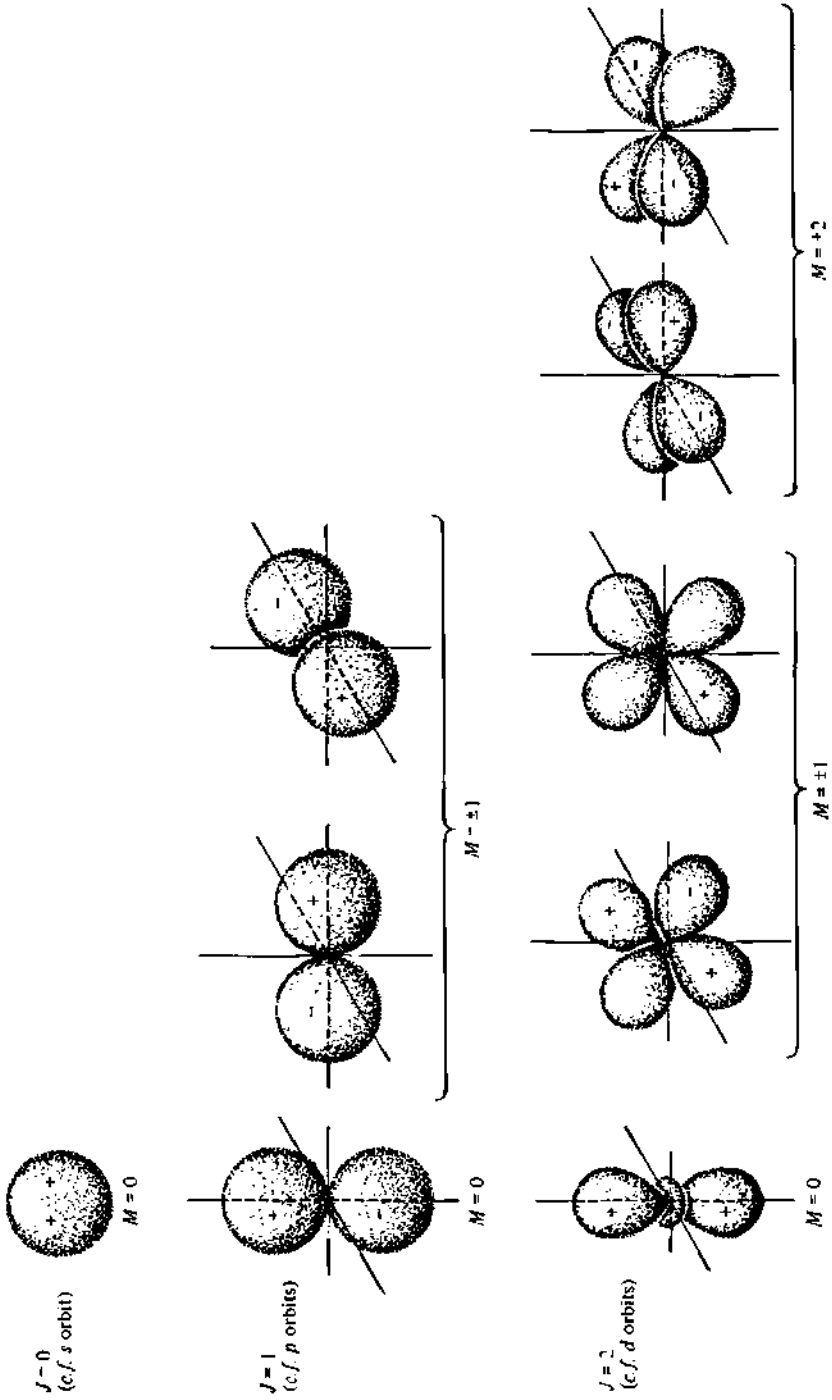 J = 0
(c.f. s orbit)
+ +
M = 0
J = 1
(c.f. p orbits)
+
-
M = 0
- +
+ -
M = ±1
J = 2
(c.f. d orbits)
+
+
M = 0
+
+ -
+
M = ±1
-
+ +
-
+ -
-
M = ±2